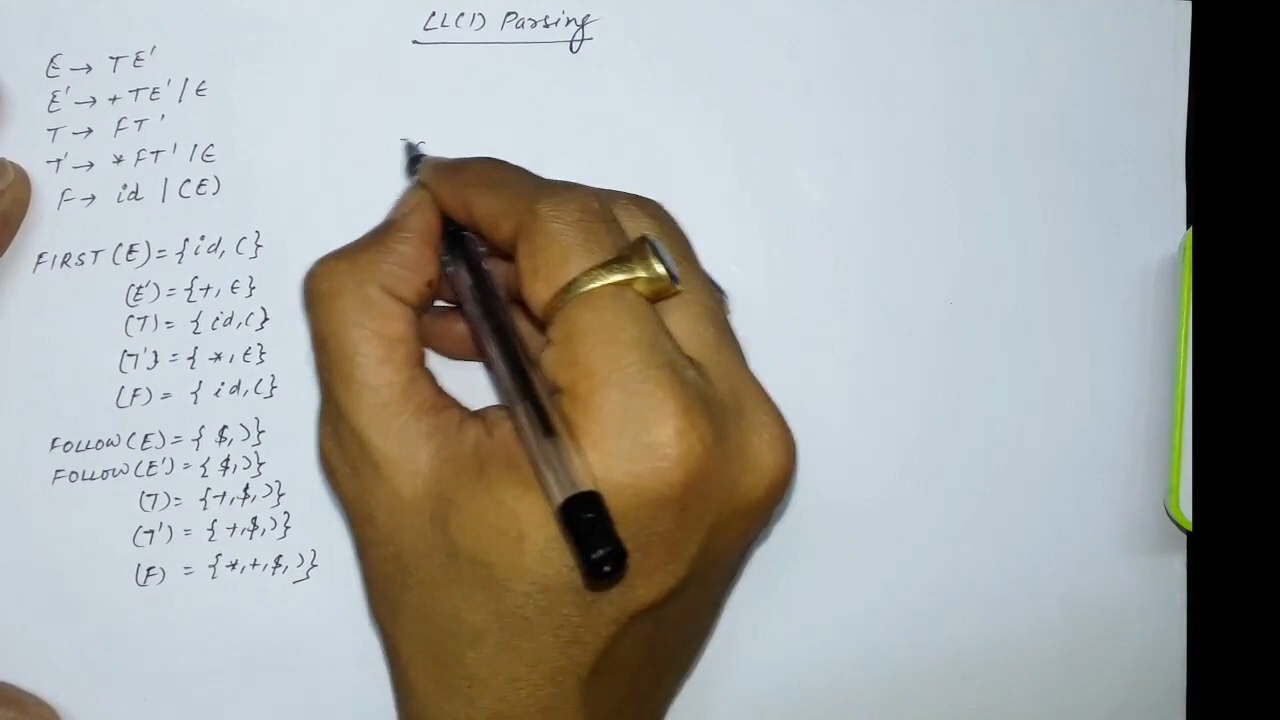 LL(1) Parsing
E → TE'
E' → +TE' / ε
T → FT'
T' → *FT' / ε
F → id | (E)
FIRST(E) = {id, (}
(E') = {+, ε}
(T) = {id, (}
(T') = {*, ε}
(F) = {id, (}
FOLLOW(E) = {$, )}
FOLLOW(E') = {$, )}
(T) = {+, $, )}
(T') = {+, $, )}
(F) = {*, +, $, )}